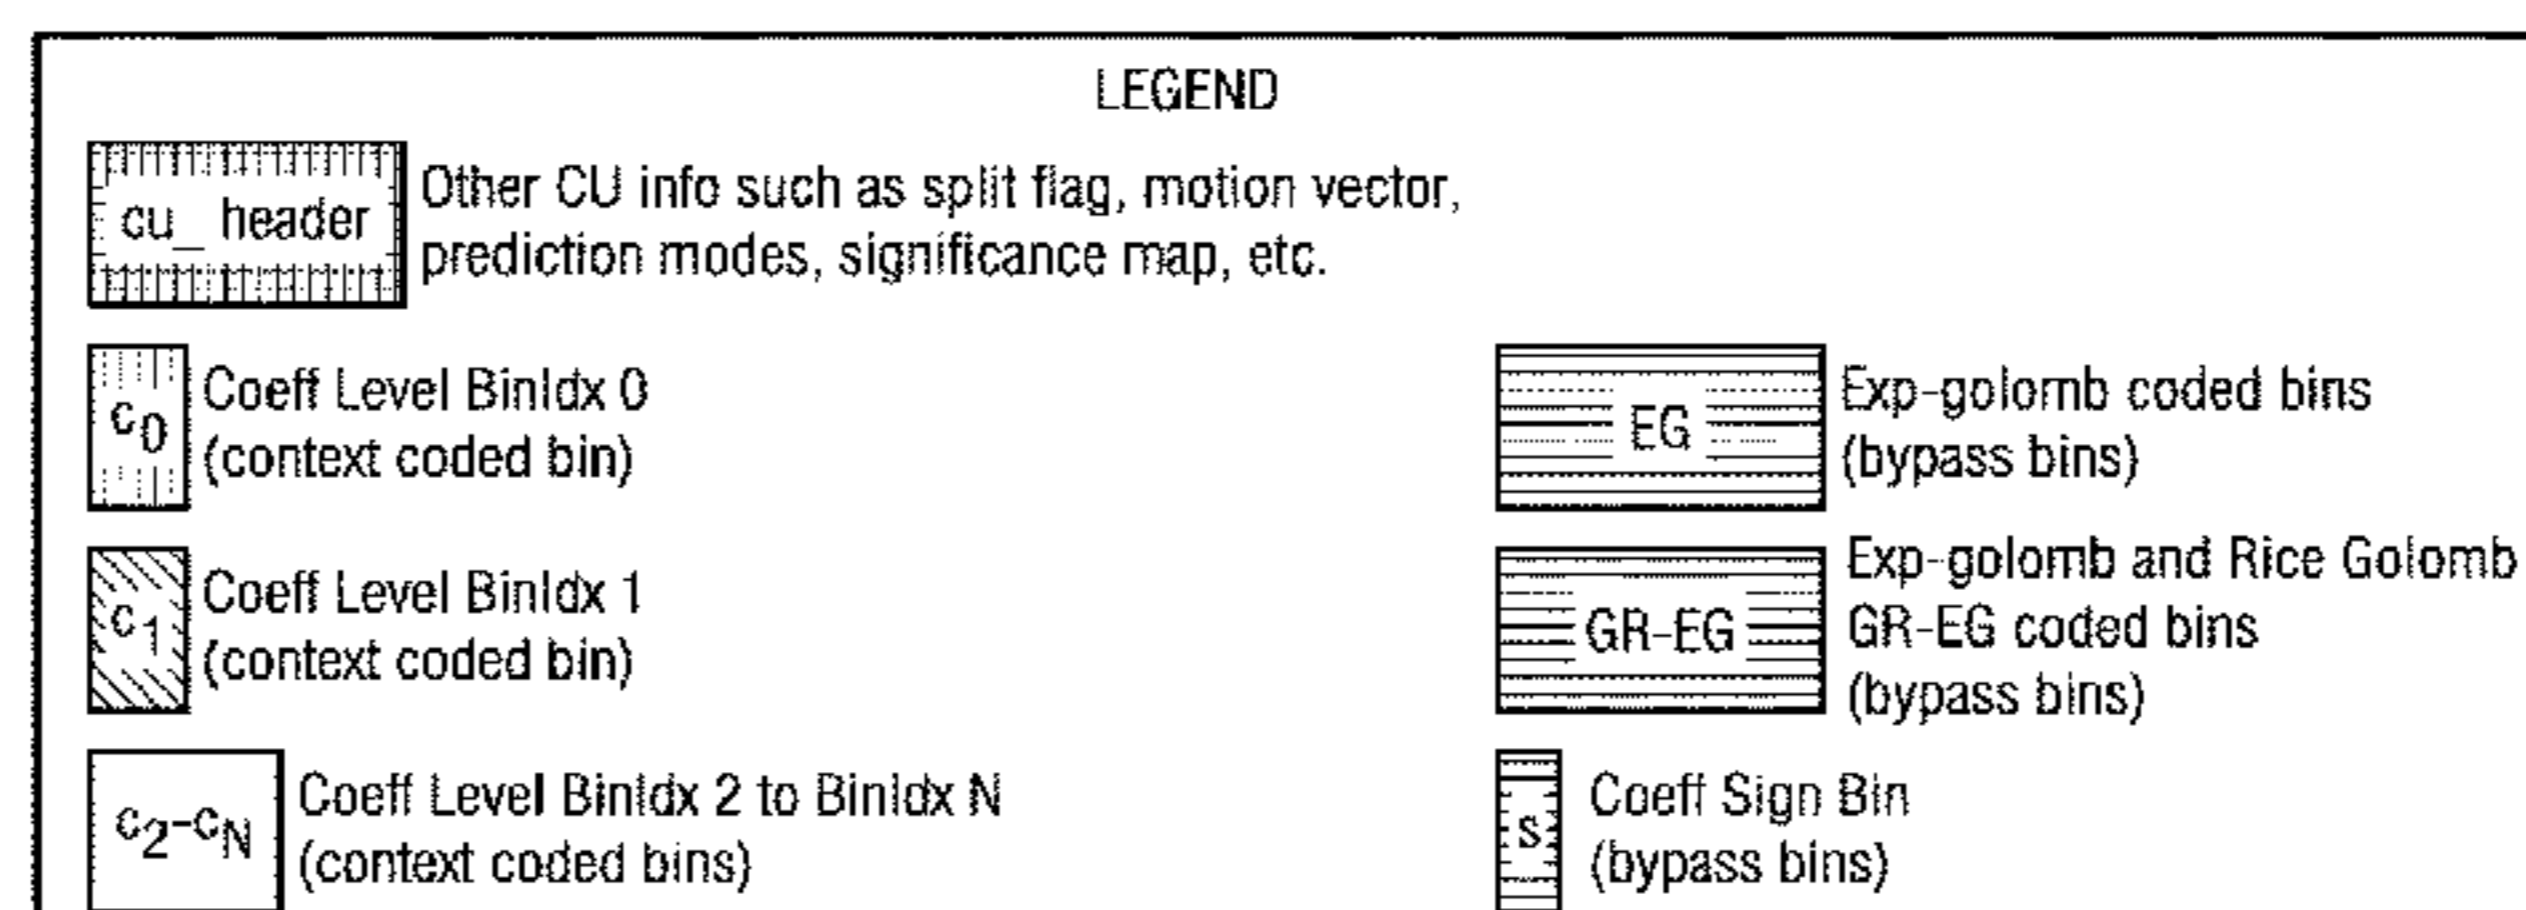 LEGEND
cu_ header
Other CU info such as split flag, motion vector,
prediction modes, significance map, etc.
c0
Coeff Level BinIdx 0
(context coded bin)
c1
Coeff Level BinIdx 1
(context coded bin)
c2-cN
Coeff Level BinIdx 2 to BinIdx N
(context coded bins)
EG
Exp-golomb coded bins
(bypass bins)
GR-EG
Exp-golomb and Rice Golomb
GR-EG coded bins
(bypass bins)
s
Coeff Sign Bin
(bypass bins)